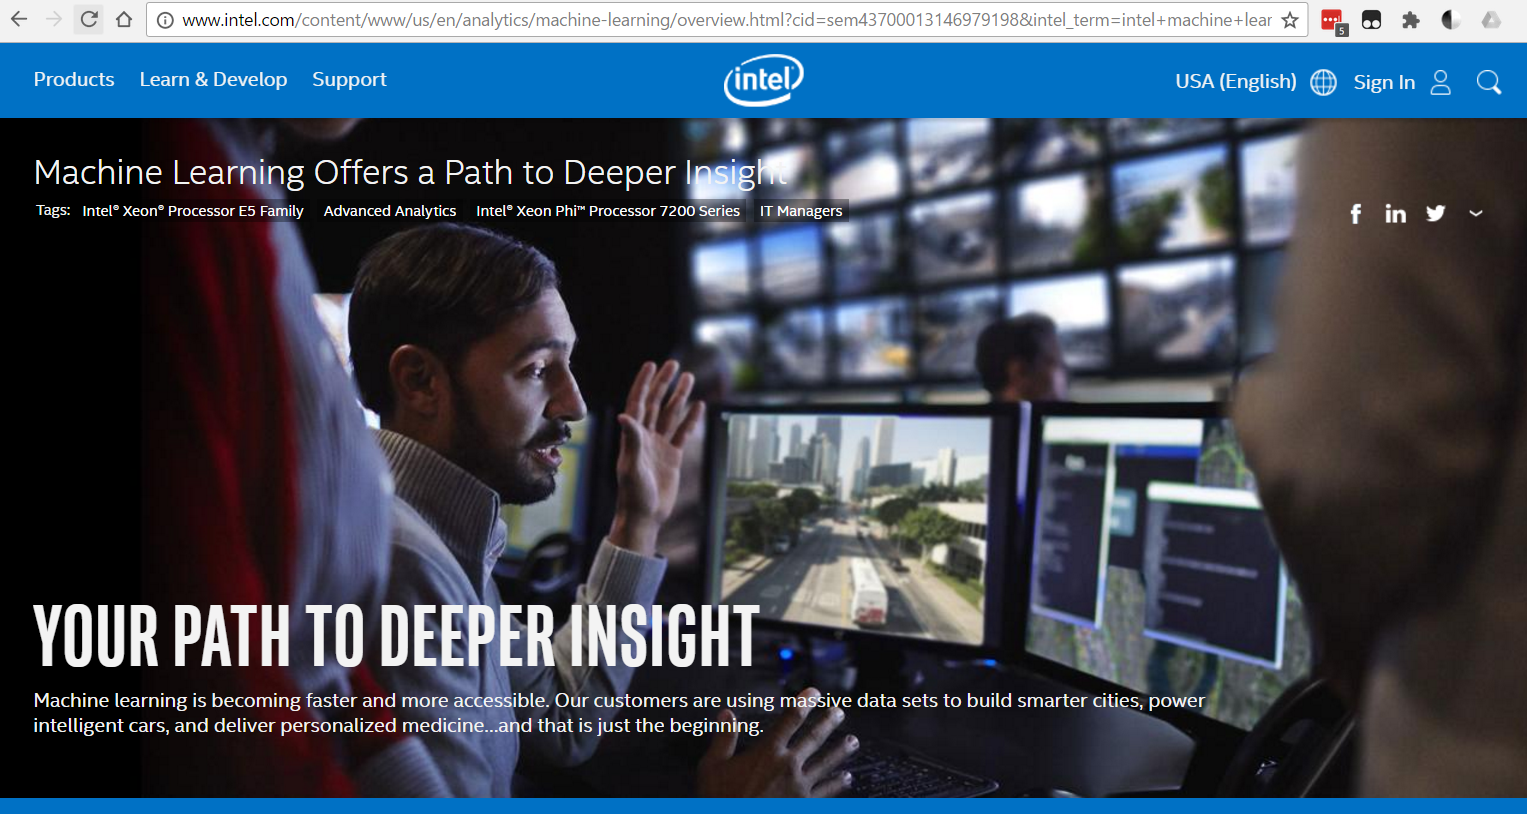 www.intel.com/content/www/us/en/analytics/machine-learning/overview.html?cid=sem43700013146979198&intel_term=intel+machine+lear
5
Products Learn & Develop Support
intel®
USA (English) Sign In
Machine Learning Offers a Path to Deeper Insight
Tags: Intel® Xeon® Processor E5 Family Advanced Analytics Intel® Xeon Phi™ Processor 7200 Series IT Managers
YOUR PATH TO DEEPER INSIGHT
Machine learning is becoming faster and more accessible. Our customers are using massive data sets to build smarter cities, power
intelligent cars, and deliver personalized medicine...and that is just the beginning.